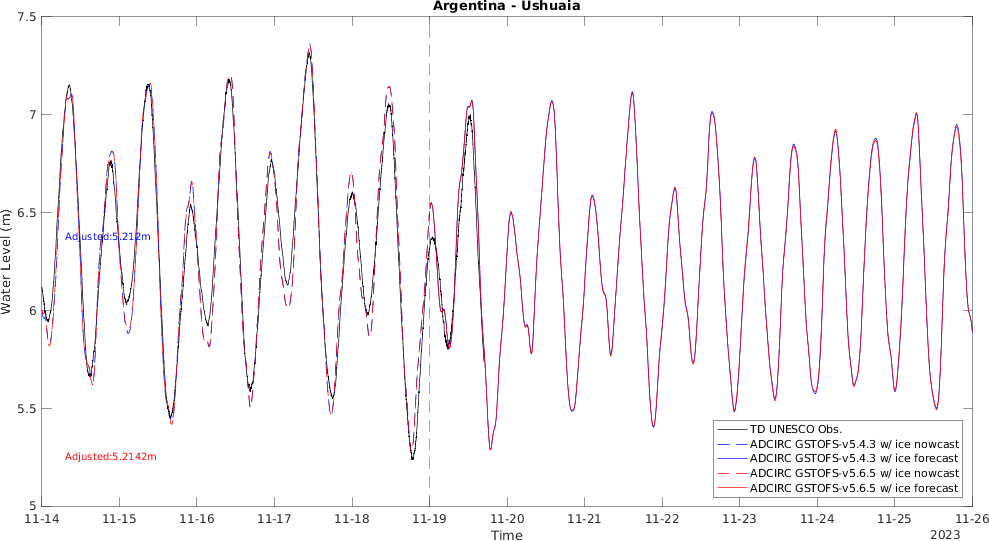 Argentina - Ushuaia
7.5
7
6.5
6
5.5
5
Water Level (m)
Adjusted:5.212m
Adjusted:5.2142m
TD UNESCO Obs.
ADCIRC GSTOFS-v5.4.3 w/ ice nowcast
ADCIRC GSTOFS-v5.4.3 w/ ice forecast
ADCIRC GSTOFS-v5.6.5 w/ ice nowcast
ADCIRC GSTOFS-v5.6.5 w/ ice forecast
11-14 11-15 11-16 11-17 11-18 11-19 11-20 11-21 11-22 11-23 11-24 11-25 11-26
Time
2023